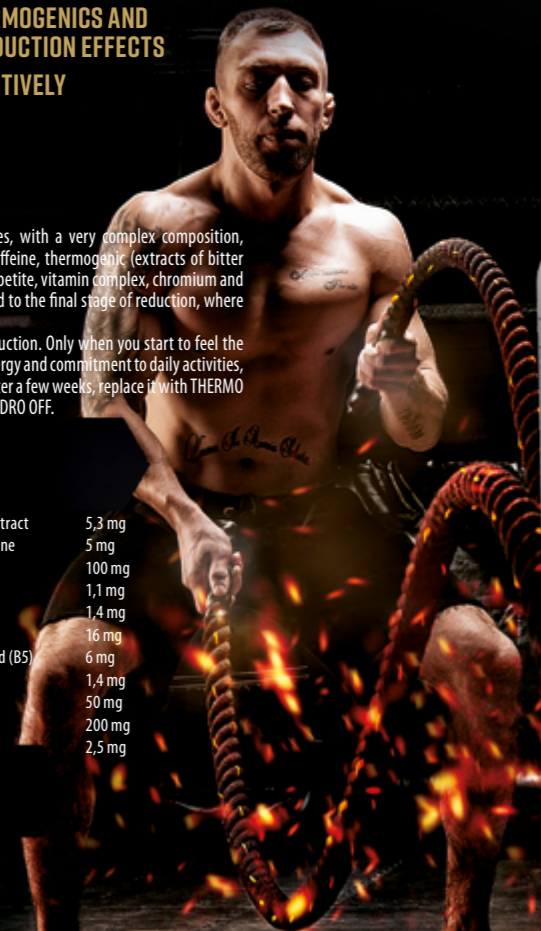 MOGENICS AND
DUCTION EFFECTS
TIVELY
es, with a very complex composition,
ffeine, thermogenic (extracts of bitter
petite, vitamin complex, chromium and
d to the final stage of reduction, where
uction. Only when you start to feel the
ergy and commitment to daily activities,
ter a few weeks, replace it with THERMO
DRO OFF.
tract 5,3 mg
ne 5 mg
100 mg
1,1 mg
1,4 mg
16 mg
d (B5) 6 mg
1,4 mg
50 mg
200 mg
2,5 mg